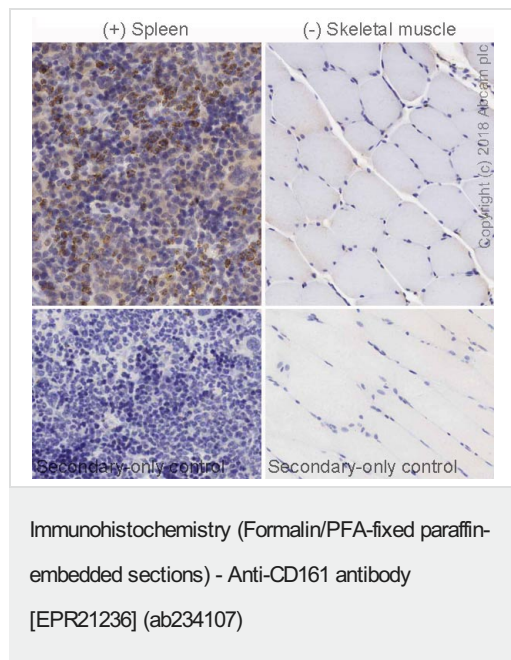 (+) Spleen
(-) Skeletal muscle
Copyright (c) 2018 Abcam plc
Secondary-only control
Secondary-only control
Immunohistochemistry (Formalin/PFA-fixed paraffin-
embedded sections) - Anti-CD161 antibody
[EPR21236] (ab234107)